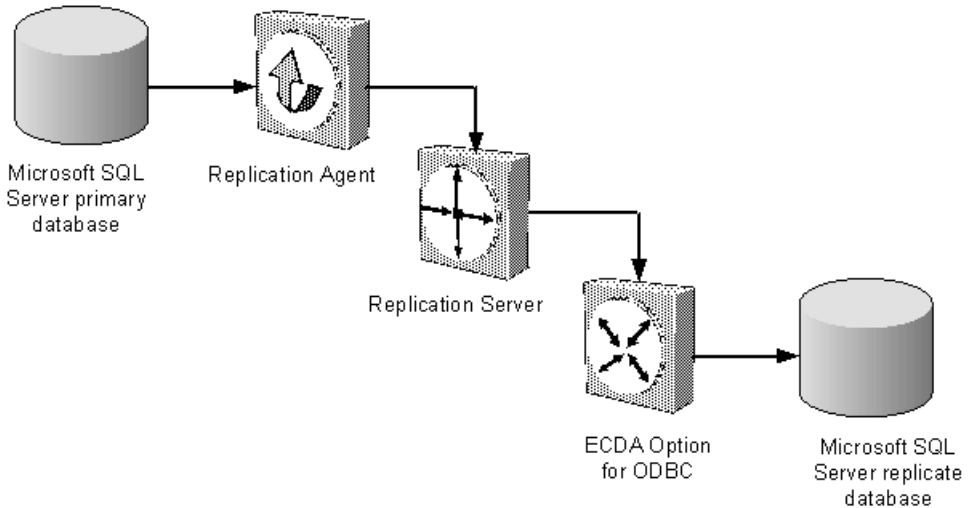 Microsoft SQL
Server primary
database
Replication Agent
Replication Server
ECDA Option
for ODBC
Microsoft SQL
Server replicate
database